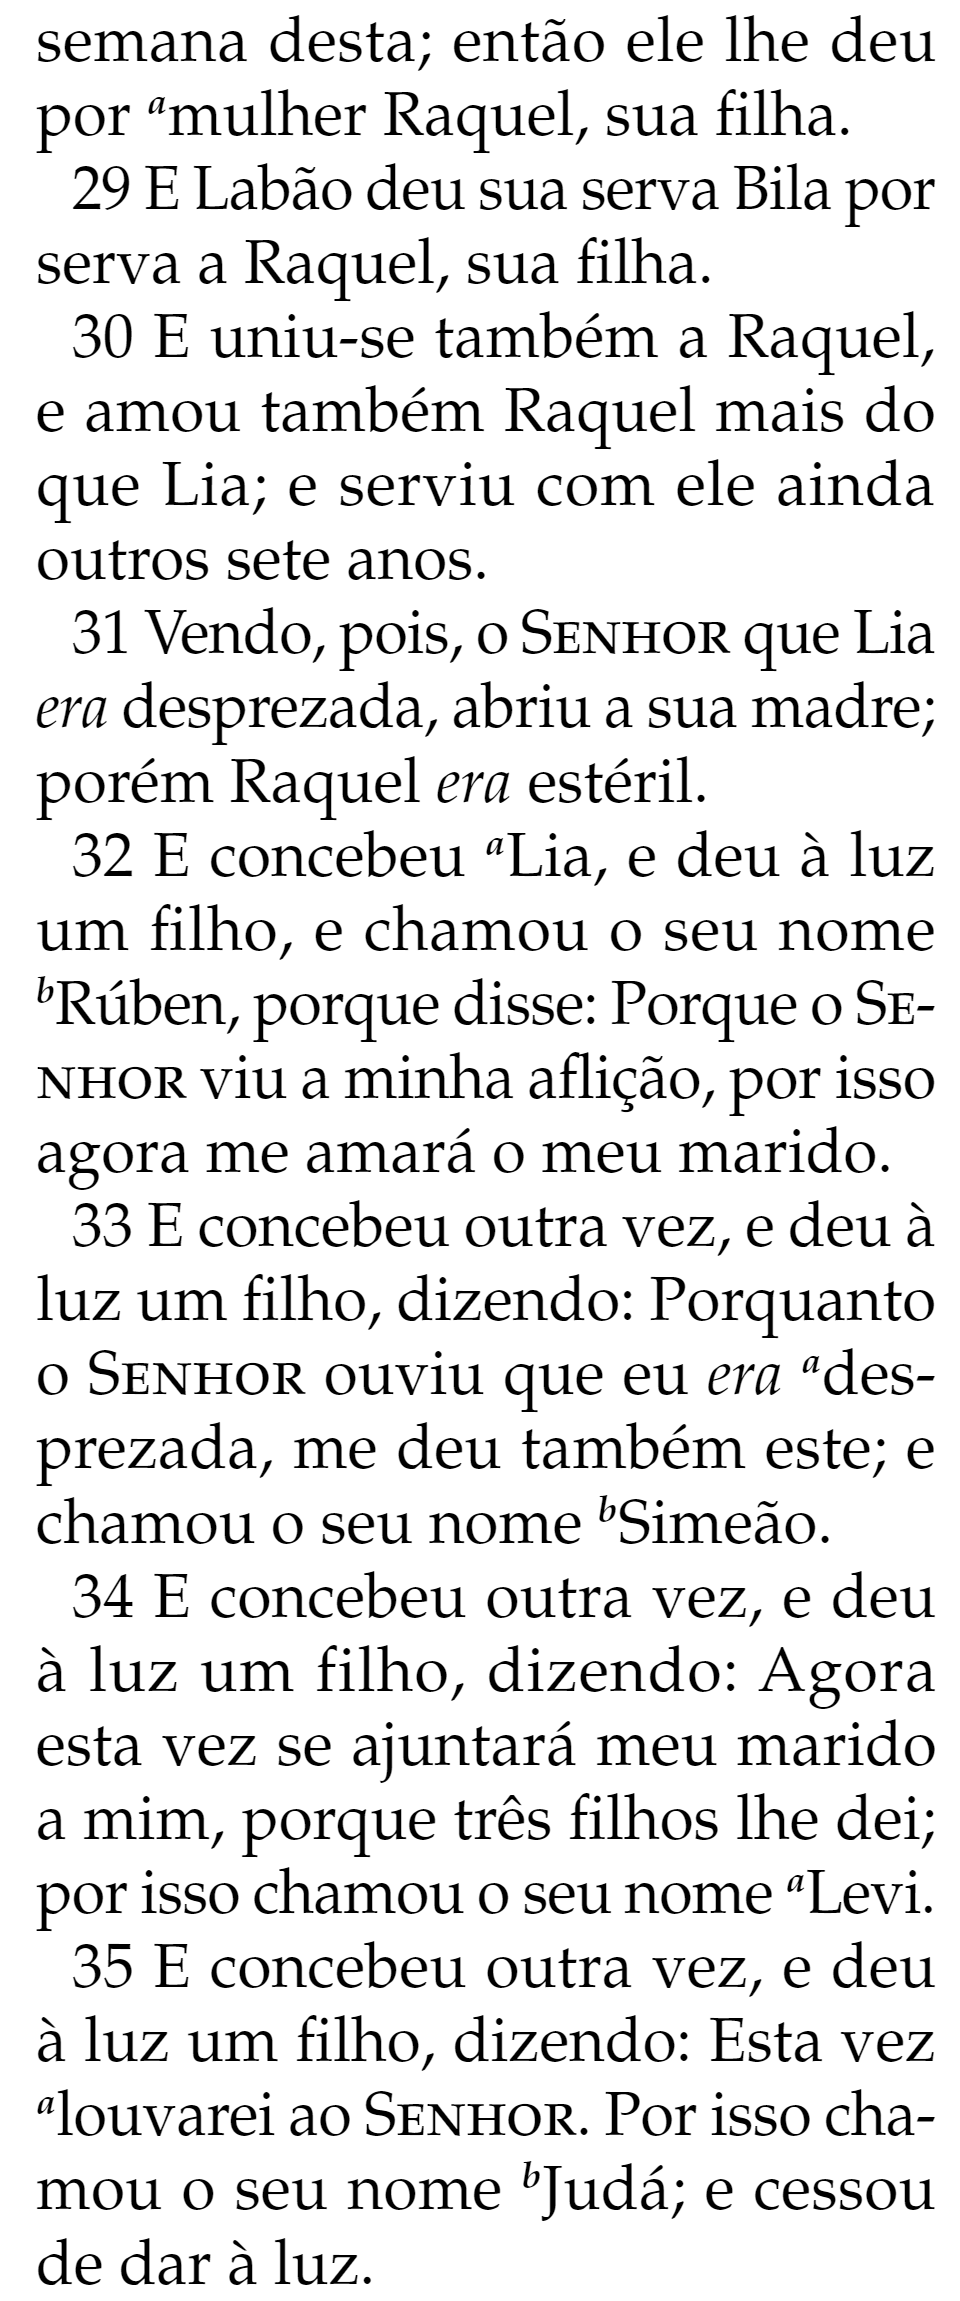 semana desta; então ele lhe deu
por ᵃmulher Raquel, sua filha.
29 E Labão deu sua serva Bila por
serva a Raquel, sua filha.
30 E uniu-se também a Raquel,
e amou também Raquel mais do
que Lia; e serviu com ele ainda
outros sete anos.
31 Vendo, pois, o SENHOR que Lia
era desprezada, abriu a sua madre;
porém Raquel era estéril.
32 E concebeu ᵃLia, e deu à luz
um filho, e chamou o seu nome
ᵇRúben, porque disse: Porque o SE-
NHOR viu a minha aflição, por isso
agora me amará o meu marido.
33 E concebeu outra vez, e deu à
luz um filho, dizendo: Porquanto
o SENHOR ouviu que eu era ᵃdes-
prezada, me deu também este; e
chamou o seu nome ᵇSimeão.
34 E concebeu outra vez, e deu
à luz um filho, dizendo: Agora
esta vez se ajuntará meu marido
a mim, porque três filhos lhe dei;
por isso chamou o seu nome ᵃLevi.
35 E concebeu outra vez, e deu
à luz um filho, dizendo: Esta vez
ᵃlouvarei ao SENHOR. Por isso cha-
mou o seu nome ᵇJudá; e cessou
de dar à luz.